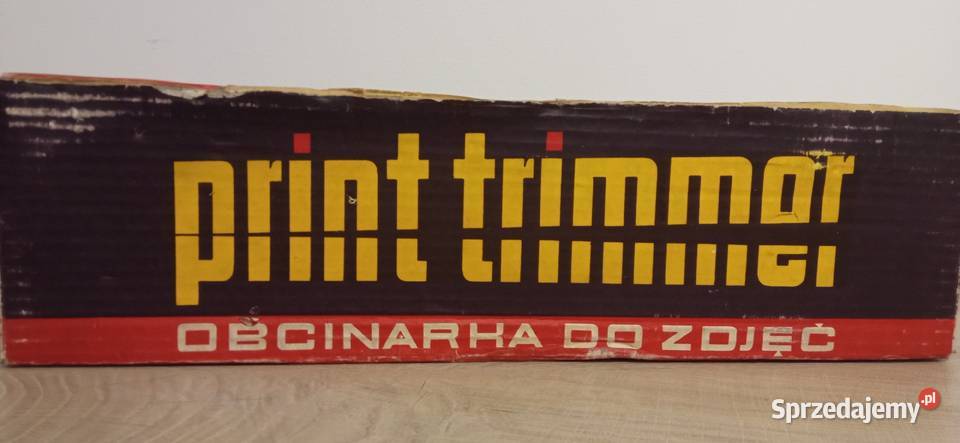 print trimmer
OBCINARKA DO ZDJĘĆ
Sprzedajemy.pl